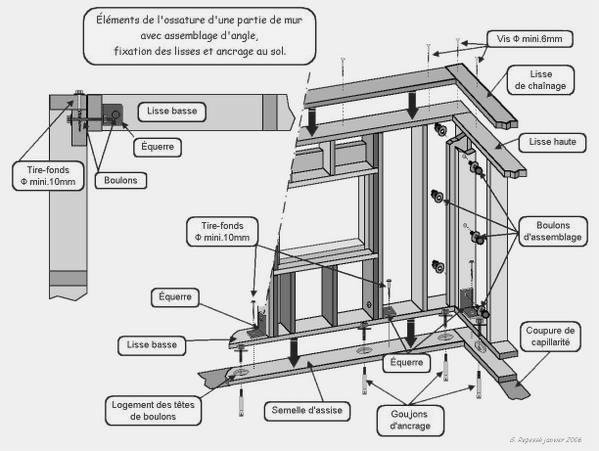 Éléments de l'ossature d'une partie de mur
avec assemblage d'angle,
fixation des lisses et ancrage au sol.
Vis Φ mini.6mm
Lisse
de chaînage
Lisse basse
Lisse haute
Équerre
Tire-fonds
Φ mini.10mm
Boulons
Tire-fonds
Φ mini.10mm
Boulons
d'assemblage
Équerre
Lisse basse
Coupure de
capillarité
Équerre
Logement des têtes
de boulons
Semelle d'assise
Goujons
d'ancrage
G. Repessé janvier 2006